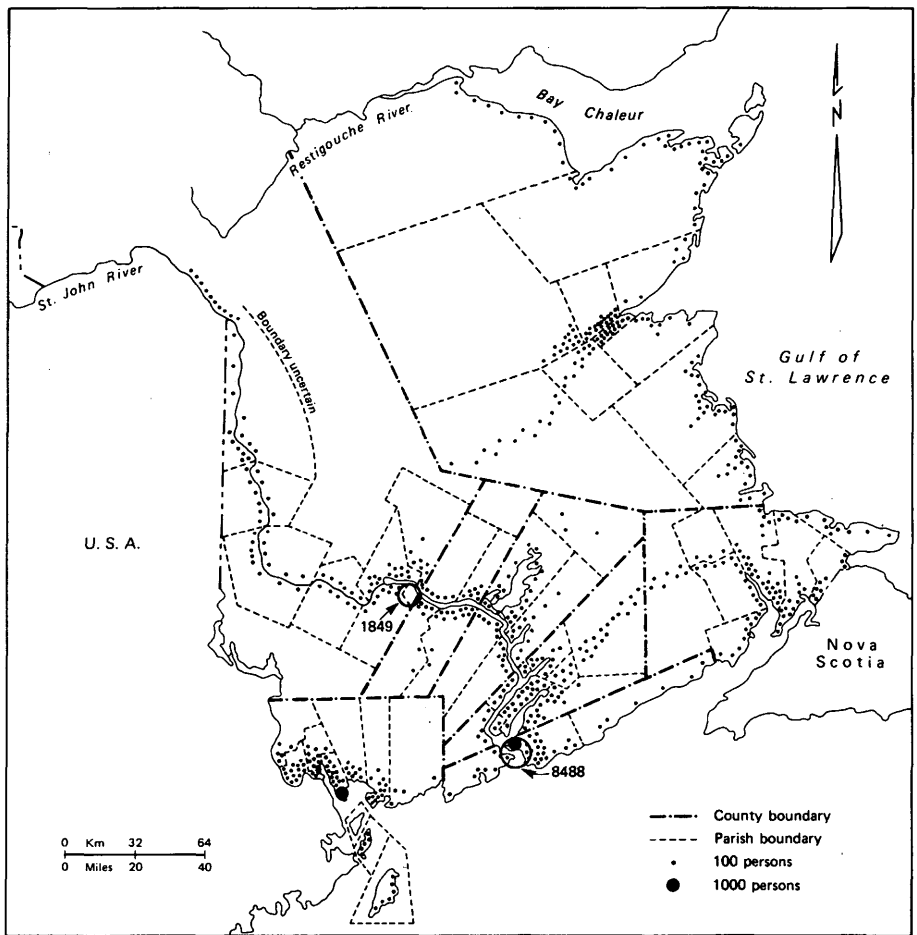 Restigouche River.
Bay Chaleur
N
St. John River
Boundary uncertain
Gulf of
St. Lawrence
U.S.A.
1849
Nova
Scotia
8488
0 Km 32 64
0 Miles 20 40
County boundary
Parish boundary
100 persons
1000 persons